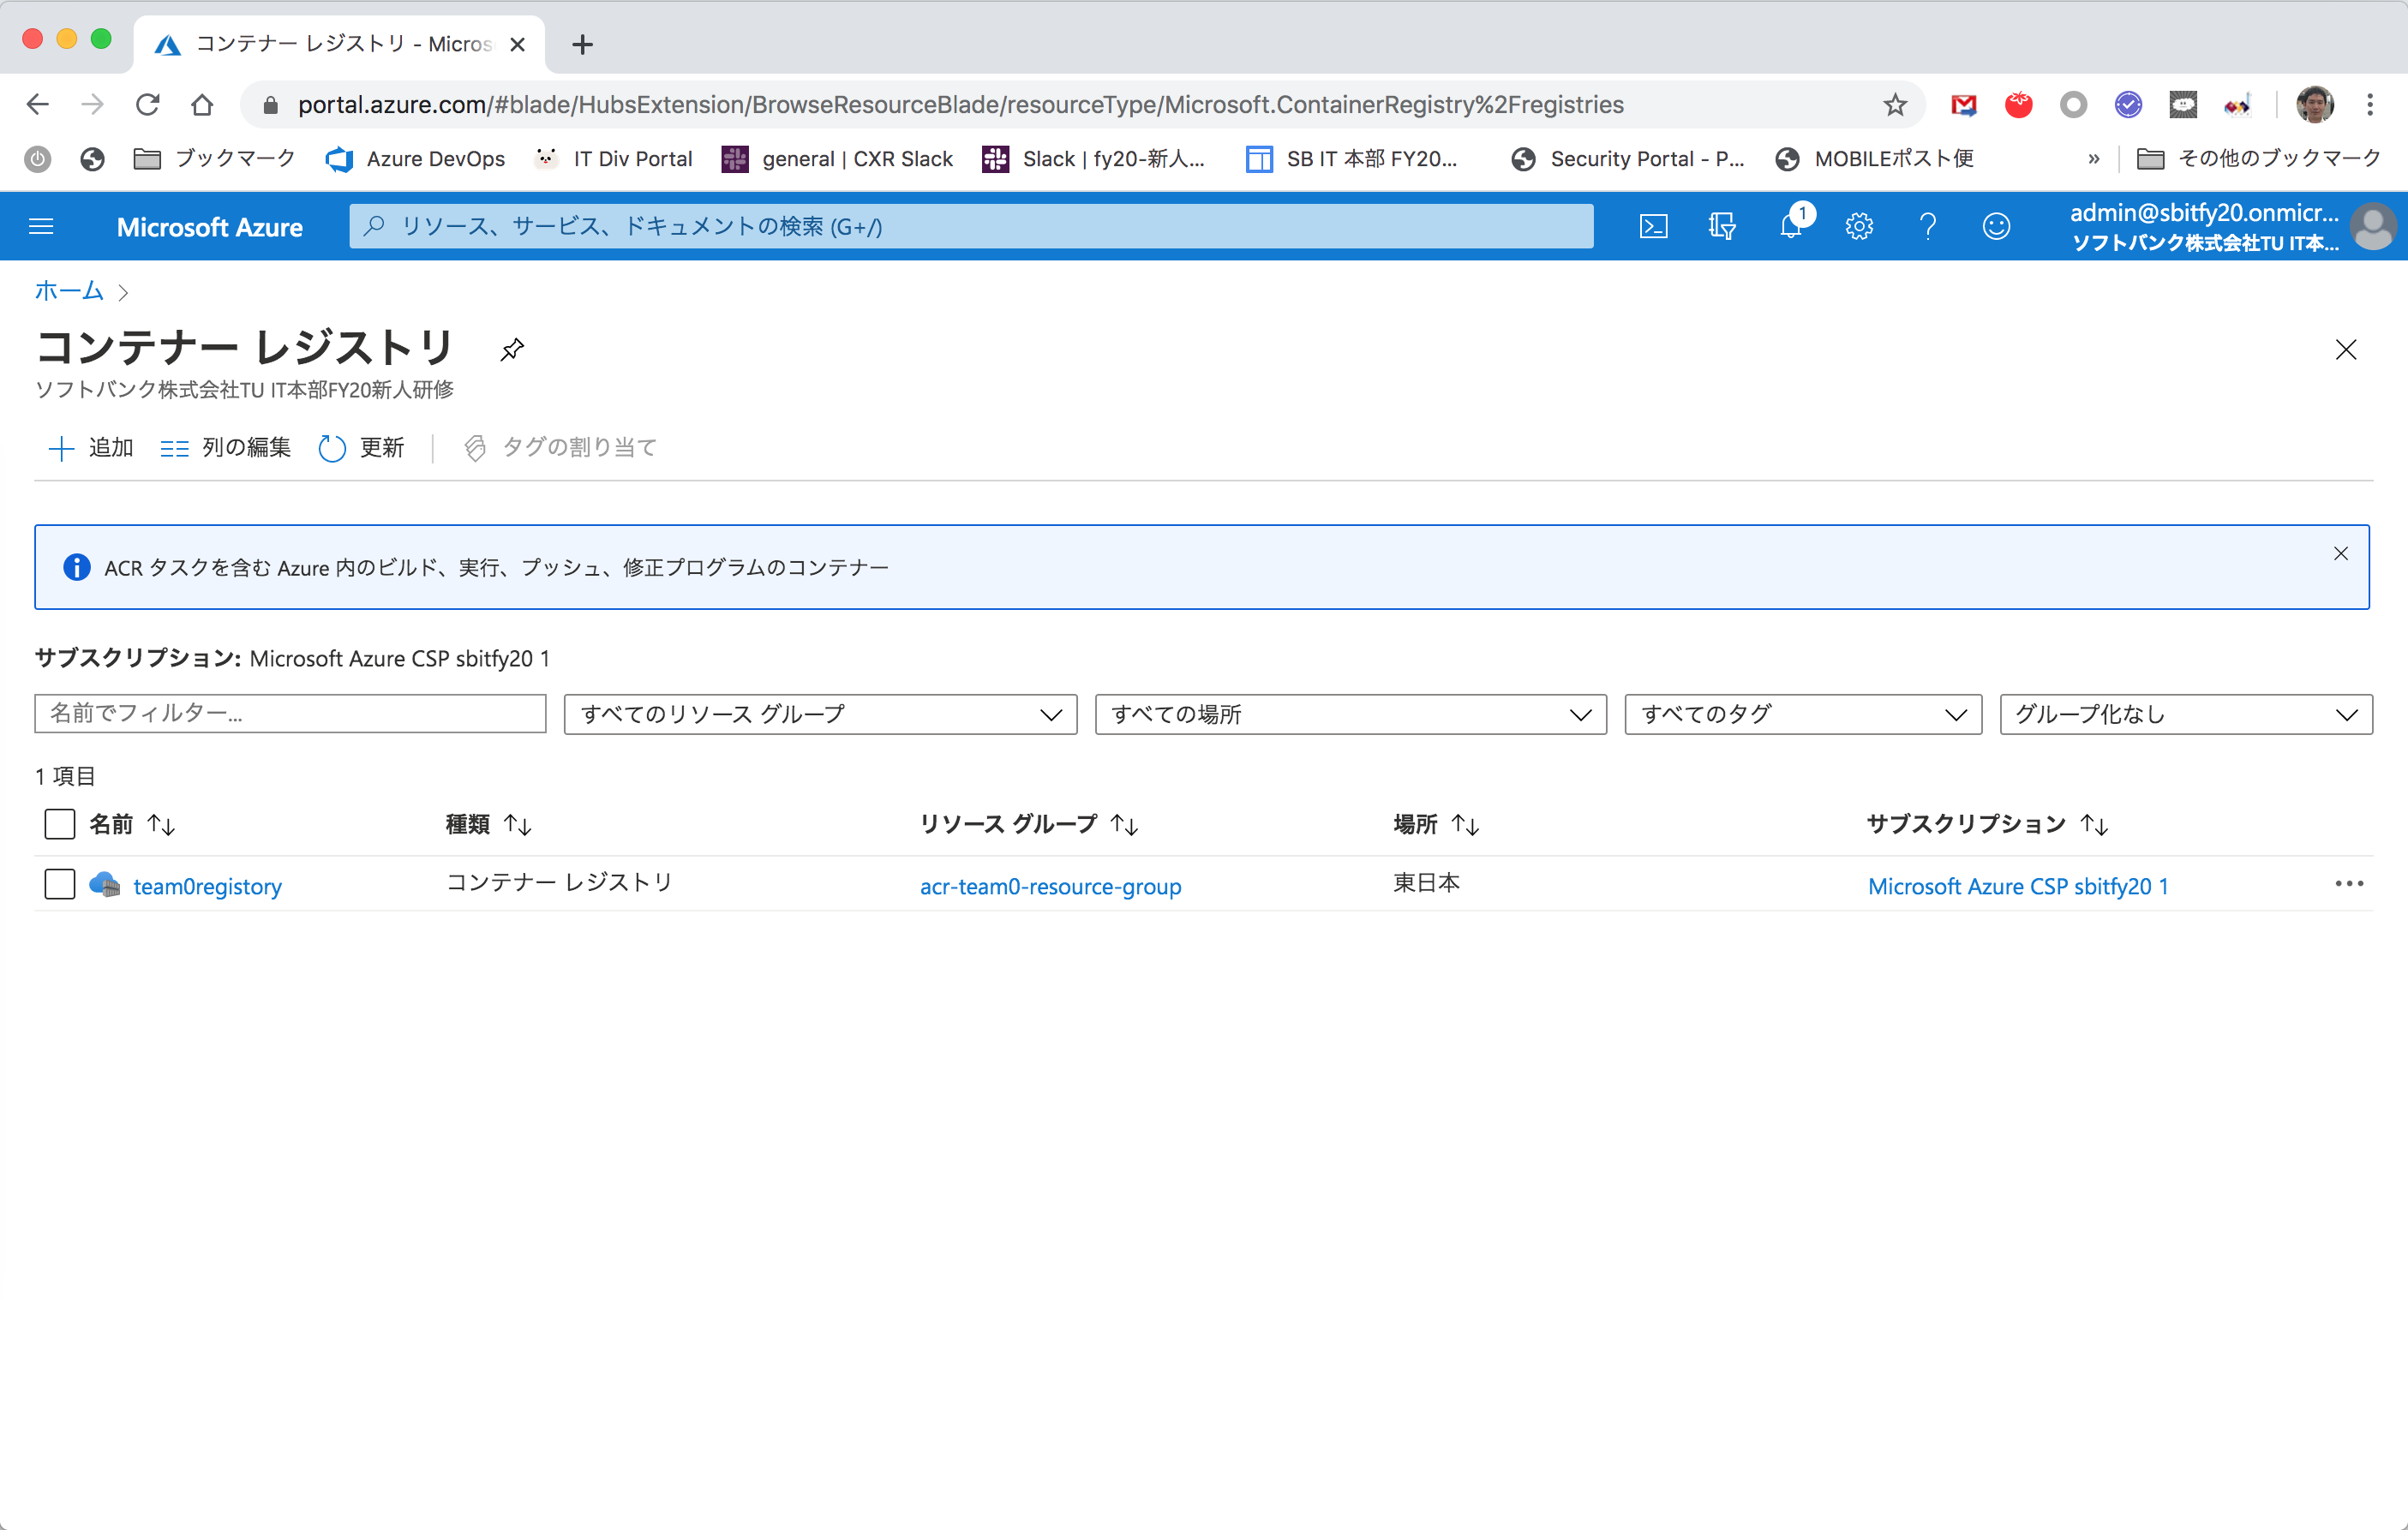 コンテナー レジストリ - Micros
portal.azure.com/#blade/HubsExtension/BrowseResourceBlade/resourceType/Microsoft.ContainerRegistry%2Fregistries
ブックマーク Azure DevOps IT Div Portal general | CXR Slack Slack | fy20-新人... SB IT 本部 FY20... Security Portal - P... MOBILEポスト便 » その他のブックマーク
Microsoft Azure リソース、サービス、ドキュメントの検索 (G+/) 1 admin@sbitfy20.onmicr...
ソフトバンク株式会社TU IT本...
ホーム >
コンテナー レジストリ
ソフトバンク株式会社TU IT本部FY20新人研修
追加 列の編集 更新 タグの割り当て
ACR タスクを含む Azure 内のビルド、実行、プッシュ、修正プログラムのコンテナー
サブスクリプション: Microsoft Azure CSP sbitfy20 1
名前でフィルター... すべてのリソース グループ すべての場所 すべてのタグ グループ化なし
1 項目
名前 ↑↓ 種類 ↑↓ リソース グループ ↑↓ 場所 ↑↓ サブスクリプション ↑↓
team0registory コンテナー レジストリ acr-team0-resource-group 東日本 Microsoft Azure CSP sbitfy20 1 ...